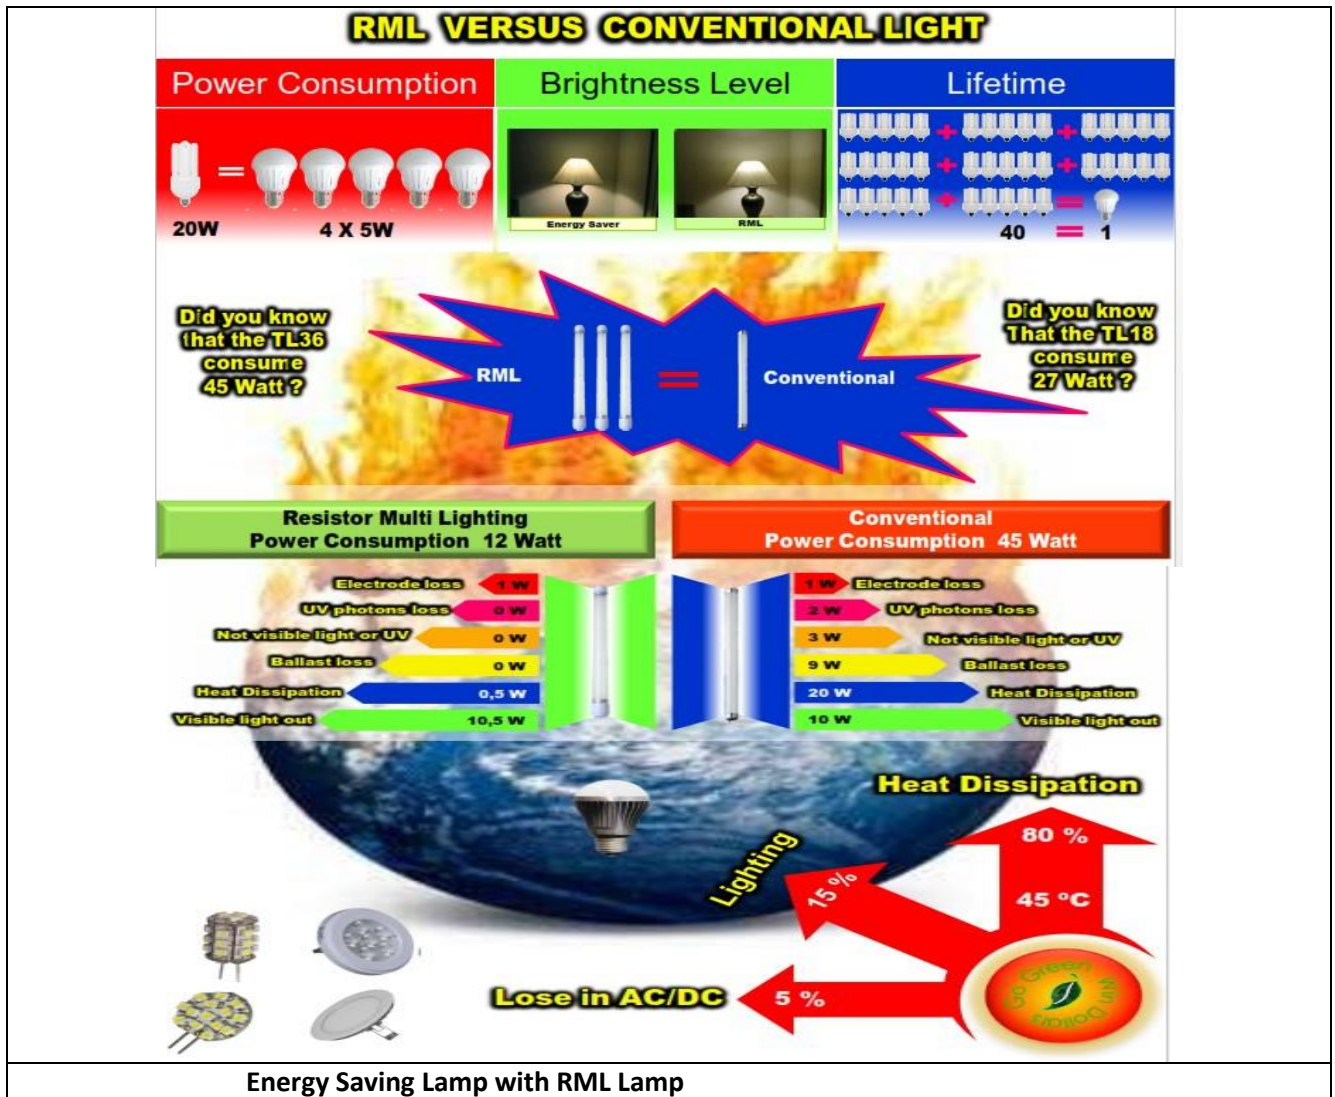 RML VERSUS CONVENTIONAL LIGHT
Power Consumption
Brightness Level
Lifetime
=
20W
4 X 5W
Energy Saver
RML
+ +
+ +
+ =
40 = 1
Did you know
that the TL36
consume
45 Watt ?
RML
=
Conventional
Did you know
That the TL18
consume
27 Watt ?
Resistor Multi Lighting
Power Consumption 12 Watt
Conventional
Power Consumption 45 Watt
Electrode loss 1 W
UV photons loss 0 W
Not visible light or UV 0 W
Ballast loss 0 W
Heat Dissipation 0,5 W
Visible light out 10,5 W
1 W Electrode loss
2 W UV photons loss
3 W Not visible light or UV
9 W Ballast loss
20 W Heat Dissipation
10 W Visible light out
Heat Dissipation
80 %
45 ºC
Lighting
15 %
Lose in AC/DC
5 %
Go Green
Win Dollars
Energy Saving Lamp with RML Lamp